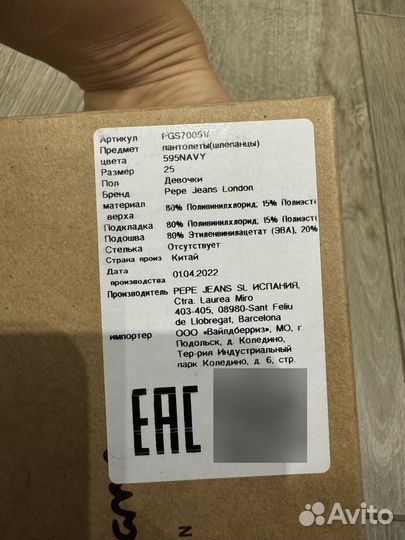 Артикул PGS70051/
Предмет пантолеты(шлепанцы)
цвета 595NAVY
Размер 25
Пол Девочки
Бренд Pepe Jeans London
материал верха 80% Поливинилхлорид; 15% Полиэсте
Подкладка 80% Поливинилхлорид; 15% Полиэсте
Подошва 80% Этиленвинилацетат (ЭВА), 20%
Стелька Отсутствует
Страна произ Китай
Дата производства 01.04.2022
Производитель PEPE JEANS SL ИСПАНИЯ,
Ctra. Laurea Miro
403-405, 08980-Sant Feliu
de Llobregat, Barcelona
импортер ООО «Вайлдберриз», МО, г.
Подольск, д. Коледино,
Тер-рия Индустриальный
парк Коледино, д. 6, стр.
EAC
N
Avito